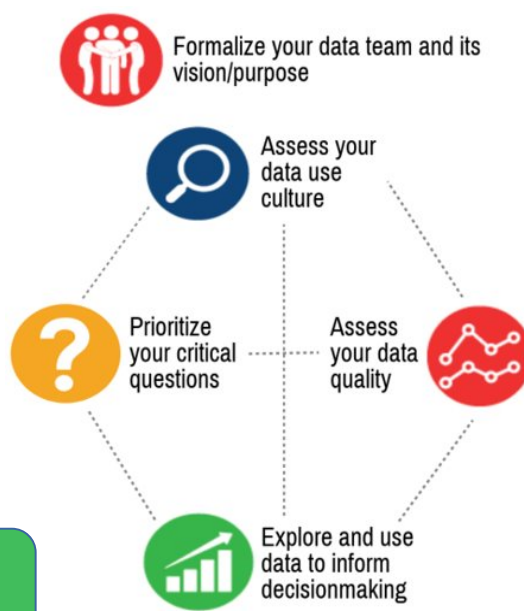 Formalize your data team and its
vision/purpose
Assess your
data use
culture
?
Prioritize
your critical
questions
Assess
your data
quality
Explore and use
data to inform
decisionmaking